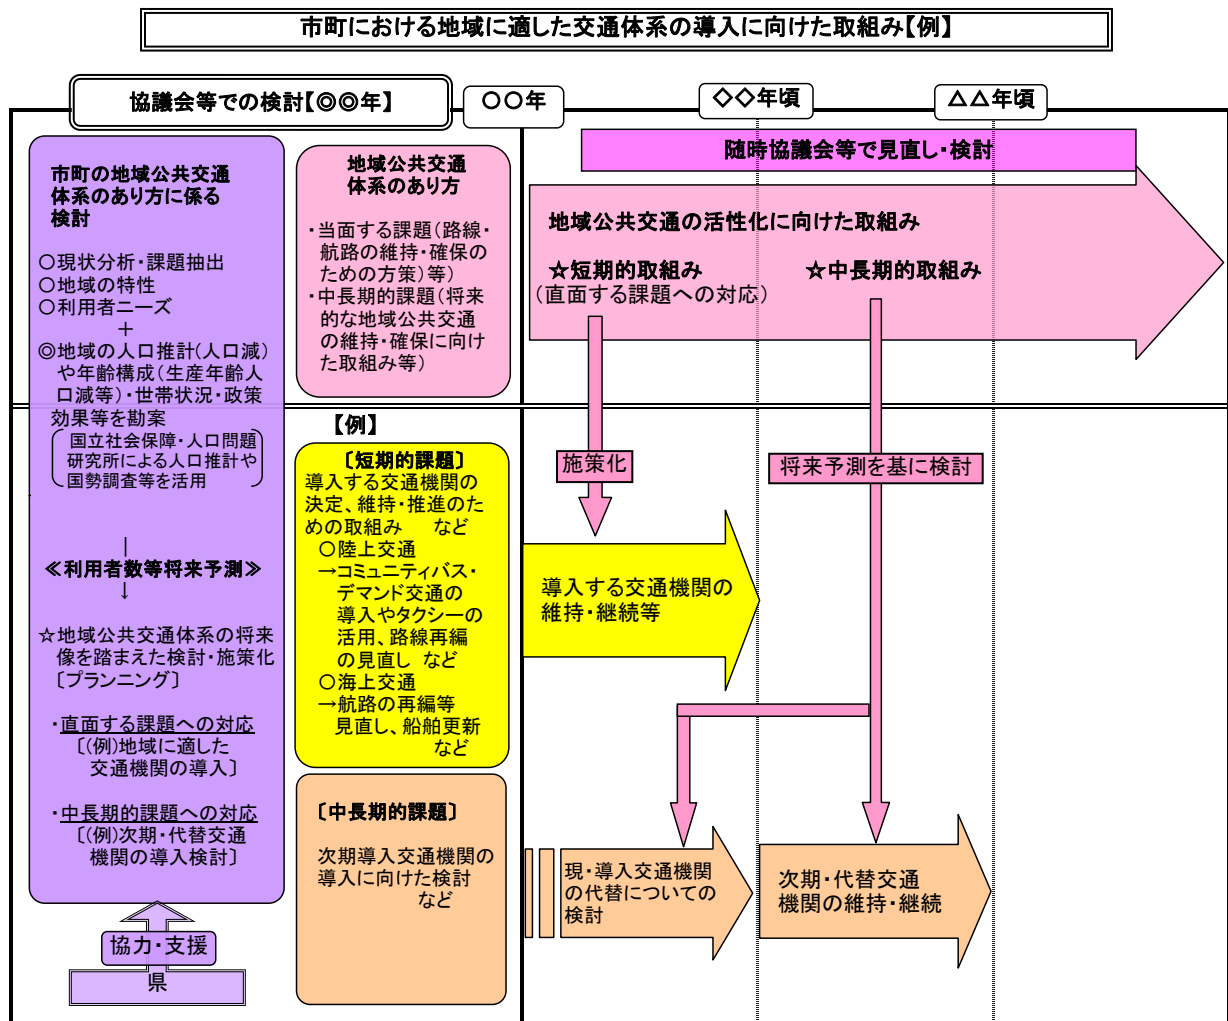 市町における地域に適した交通体系の導入に向けた取組み【例】
協議会等での検討【◎◎年】
○○年
◇◇年頃
△△年頃
市町の地域公共交通
体系のあり方に係る
検討
○現状分析・課題抽出
○地域の特性
○利用者ニーズ
＋
◎地域の人口推計(人口減)
や年齢構成(生産年齢人
口減等)・世帯状況・政策
効果等を勘案
国立社会保障・人口問題
研究所による人口推計や
国勢調査等を活用
≪利用者数等将来予測≫
↓
☆地域公共交通体系の将来
像を踏まえた検討・施策化
〔プランニング〕
・直面する課題への対応
〔(例)地域に適した
交通機関の導入〕
・中長期的課題への対応
〔(例)次期・代替交通
機関の導入検討〕
協力・支援
県
地域公共交通
体系のあり方
・当面する課題(路線・
航路の維持・確保の
ための方策)等)
・中長期的課題(将来
的な地域公共交通
の維持・確保に向け
た取組み等)
随時協議会等で見直し・検討
地域公共交通の活性化に向けた取組み
☆短期的取組み
(直面する課題への対応)
☆中長期的取組み
【例】
〔短期的課題〕
導入する交通機関の
決定、維持・推進のた
めの取組み　など
○陸上交通
→コミュニティバス・
デマンド交通の
導入やタクシーの
活用、路線再編
の見直し など
○海上交通
→航路の再編等
見直し、船舶更新
など
施策化
将来予測を基に検討
導入する交通機関の
維持・継続等
〔中長期的課題〕
次期導入交通機関の
導入に向けた検討
など
現・導入交通機関
の代替についての
検討
次期・代替交通
機関の維持・継続